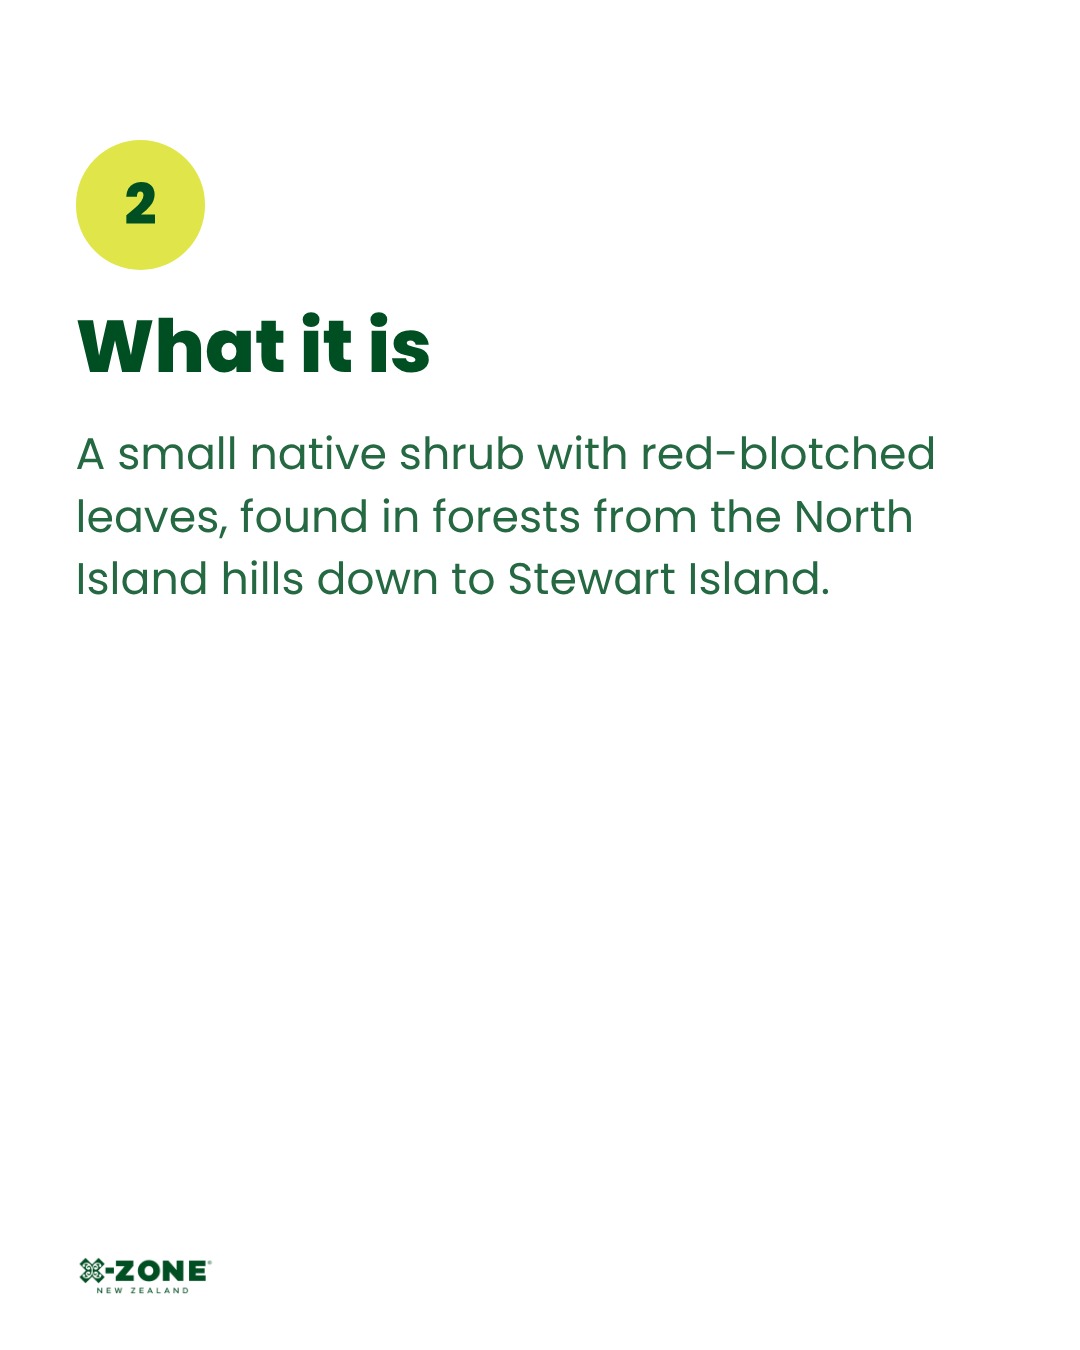 2
What it is
A small native shrub with red-blotched
leaves, found in forests from the North
Island hills down to Stewart Island.
X-ZONE®
NEW ZEALAND